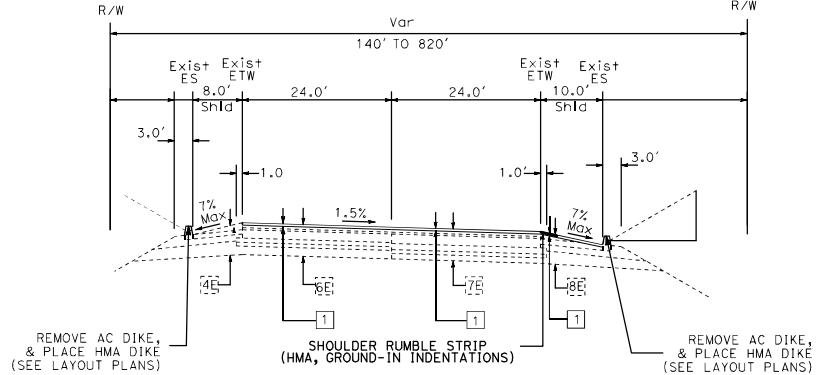 R/W
R/W
Var
140' TO 820'
Exist
ES
Exist
ETW
Exist
ETW
Exist
ES
8.0'
Shld
24.0'
24.0'
10.0'
Shld
3.0'
1.0
1.0'
3.0'
7%
Max
1.5%
7%
Max
4E
6E
7E
8E
1
1
1
REMOVE AC DIKE,
& PLACE HMA DIKE
(SEE LAYOUT PLANS)
SHOULDER RUMBLE STRIP
(HMA, GROUND-IN INDENTATIONS)
REMOVE AC DIKE,
& PLACE HMA DIKE
(SEE LAYOUT PLANS)